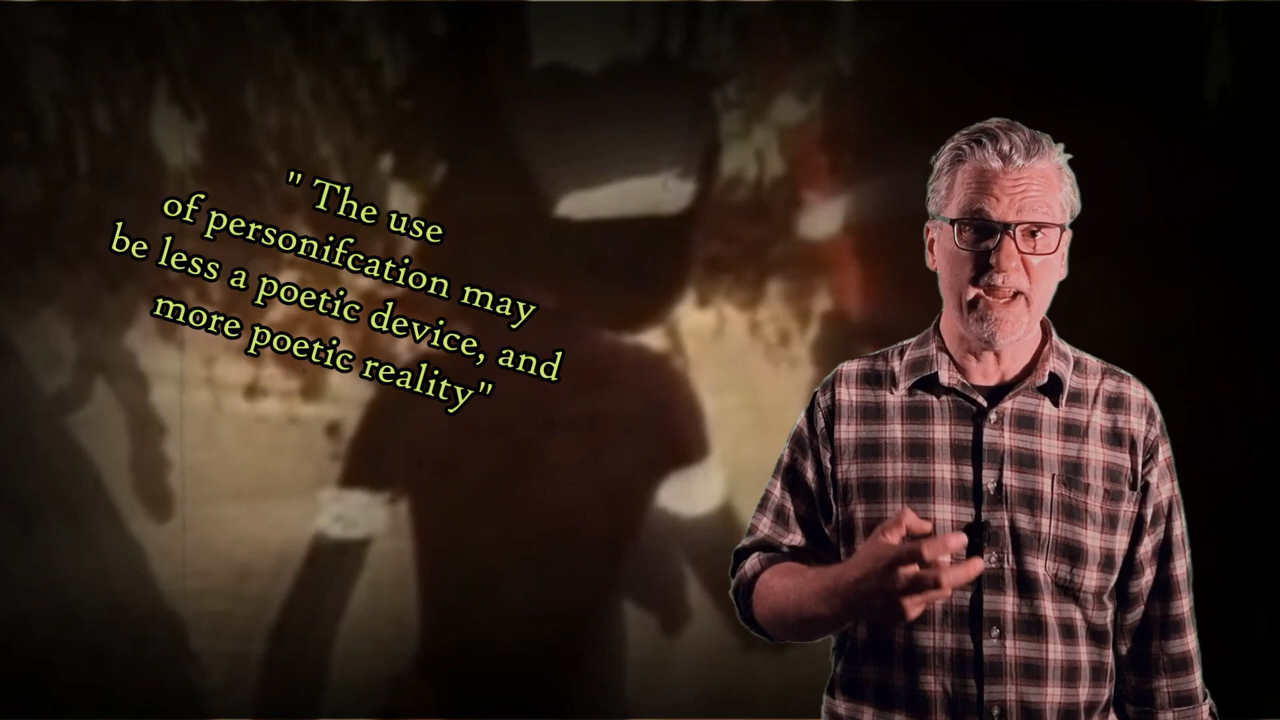 " The use
of personifcation may
be less a poetic device, and
more poetic reality"